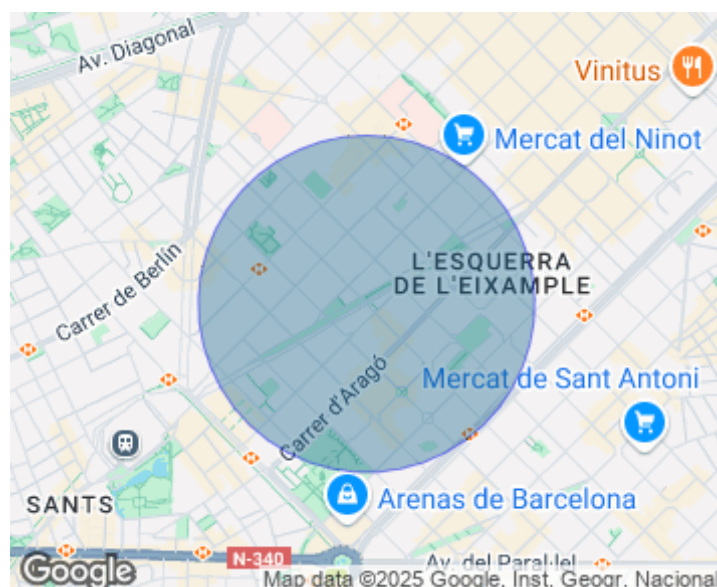 Av. Diagonal
Vinitus
Mercat del Ninot
L'ESQUERRA
DE L'EIXAMPLE
Carrer de Berlín
Carrer d'Aragó
Mercat de Sant Antoni
Arenas de Barcelona
SANTS
N-340
Av. del Paral·lel
Google
Map data ©2025 Google, Inst. Geogr. Nacional